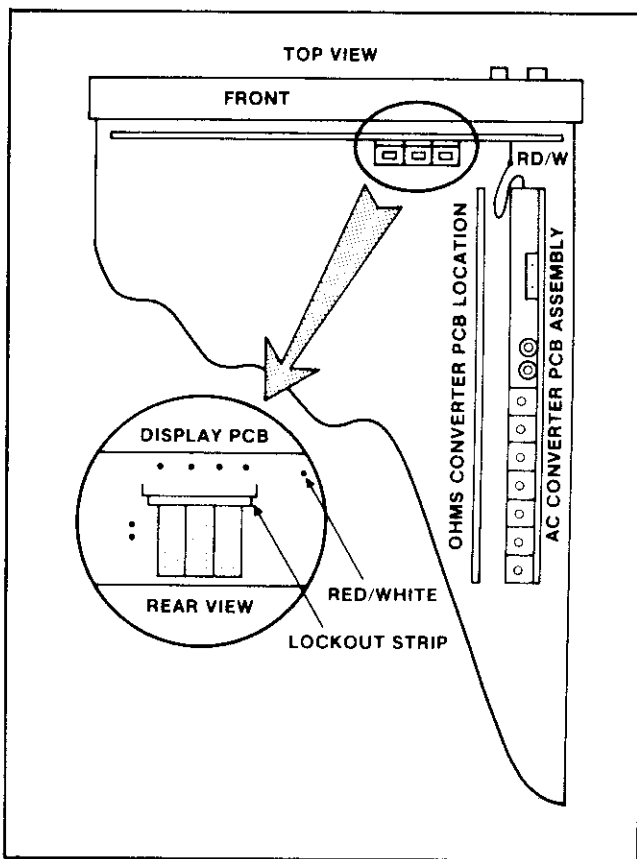 TOP VIEW
FRONT
RD/W
OHMS CONVERTER PCB LOCATION
AC CONVERTER PCB ASSEMBLY
DISPLAY PCB
REAR VIEW
RED/WHITE
LOCKOUT STRIP